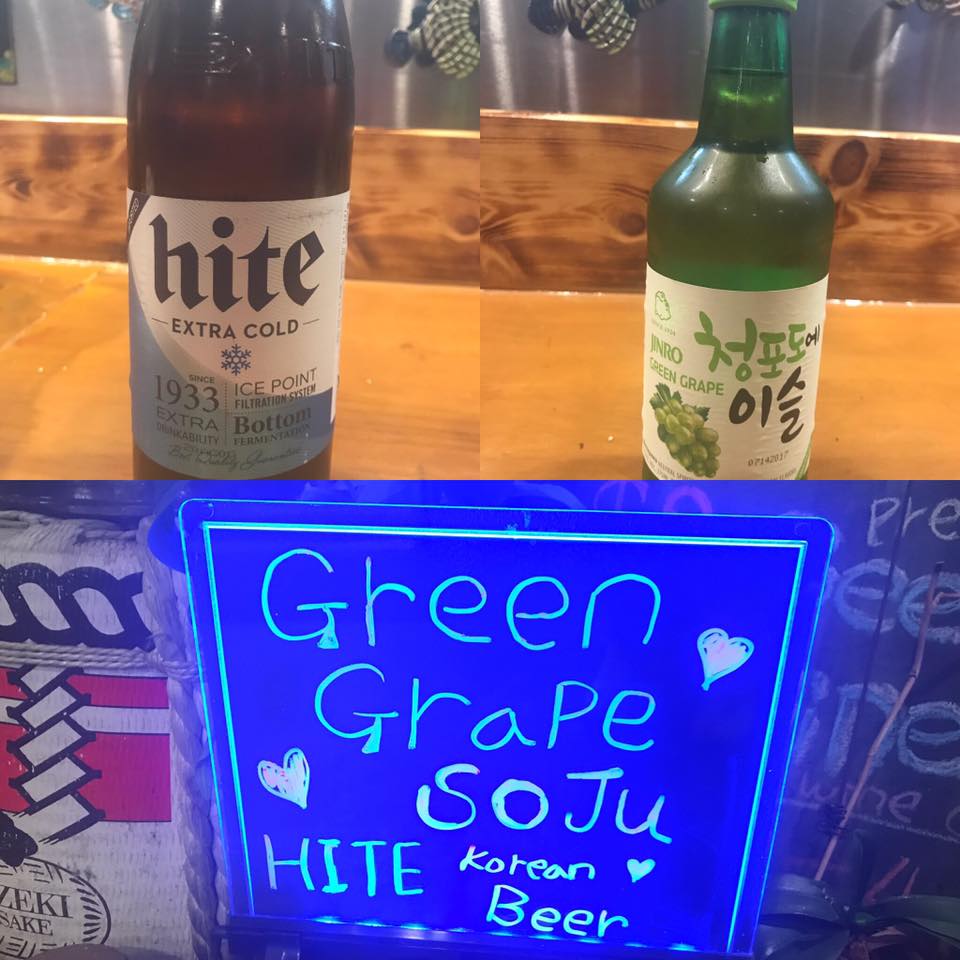 hite
EXTRA COLD
SINCE
1933
EXTRA
DRINKABILITY
ICE POINT
FILTRATION SYSTEM
Bottom
FERMENTATION
JINRO
GREEN GRAPE
청포도에
이슬
07142017
Green
Grape
SOJu
HITE Korean
Beer
ZEKI
SAKE
Pre